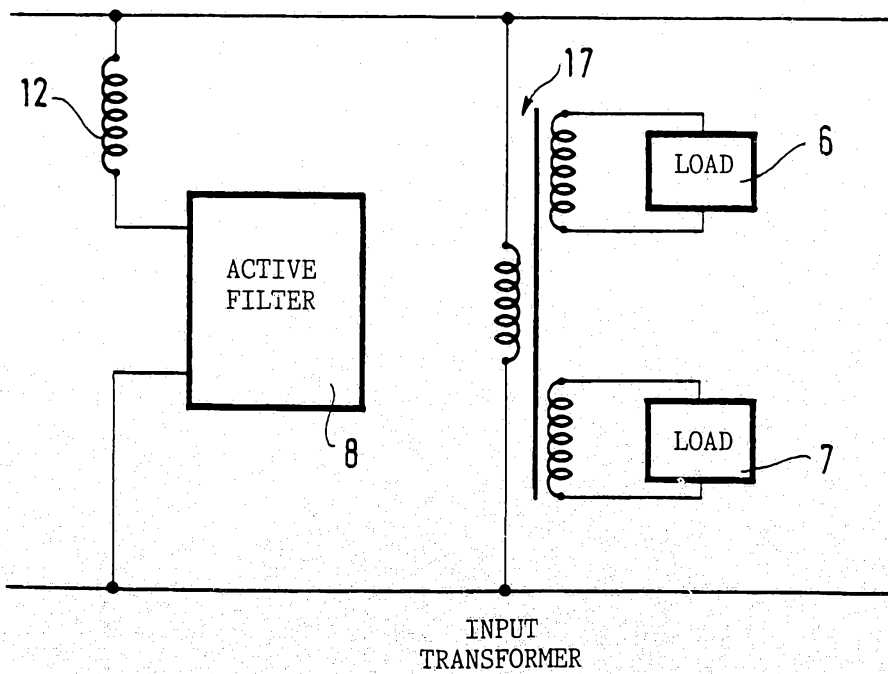 17
12
LOAD
6
ACTIVE
FILTER
LOAD
8
7
INPUT
TRANSFORMER